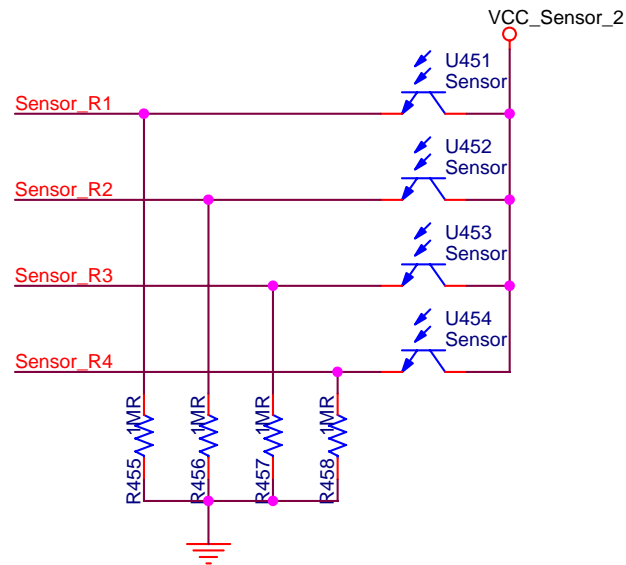 VCC_Sensor_2
U451
Sensor
Sensor_R1
U452
Sensor
Sensor_R2
U453
Sensor
Sensor_R3
U454
Sensor
Sensor_R4
1MR
1MR
1MR
1MR
R455
R456
R457
R458